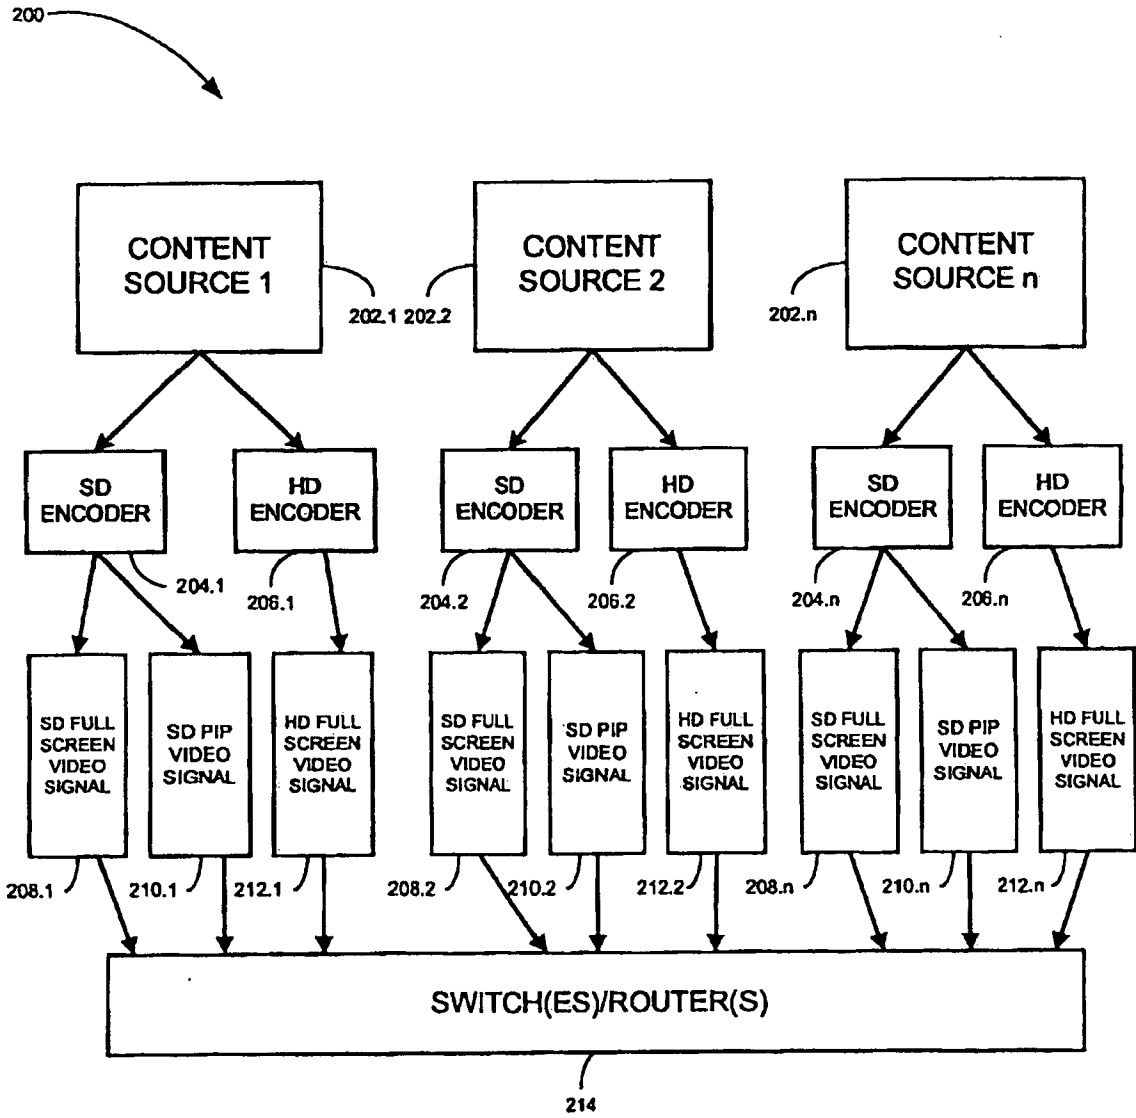 200
CONTENT
SOURCE 1
202.1
CONTENT
SOURCE 2
202.2
CONTENT
SOURCE n
202.n
SD
ENCODER
204.1
HD
ENCODER
206.1
SD
ENCODER
204.2
HD
ENCODER
206.2
SD
ENCODER
204.n
HD
ENCODER
206.n
SD FULL
SCREEN
VIDEO
SIGNAL
208.1
SD PIP
VIDEO
SIGNAL
210.1
HD FULL
SCREEN
VIDEO
SIGNAL
212.1
SD FULL
SCREEN
VIDEO
SIGNAL
208.2
SD PIP
VIDEO
SIGNAL
210.2
HD FULL
SCREEN
VIDEO
SIGNAL
212.2
SD FULL
SCREEN
VIDEO
SIGNAL
208.n
SD PIP
VIDEO
SIGNAL
210.n
HD FULL
SCREEN
VIDEO
SIGNAL
212.n
SWITCH(ES)/ROUTER(S)
214